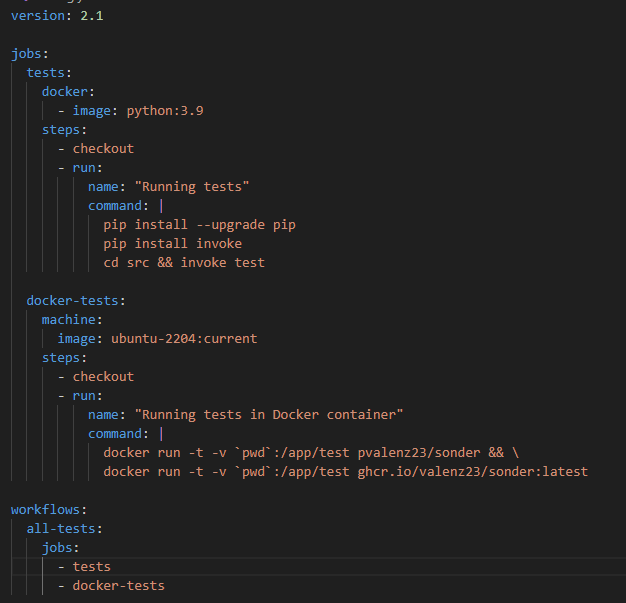 version: 2.1
jobs:
tests:
docker:
- image: python:3.9
steps:
- checkout
- run:
name: "Running tests"
command: |
pip install --upgrade pip
pip install invoke
cd src && invoke test
docker-tests:
machine:
image: ubuntu-2204:current
steps:
- checkout
- run:
name: "Running tests in Docker container"
command: |
docker run -t -v `pwd`:/app/test pvalenz23/sonder && \
docker run -t -v `pwd`:/app/test ghcr.io/valenz23/sonder:latest
workflows:
all-tests:
jobs:
- tests
- docker-tests